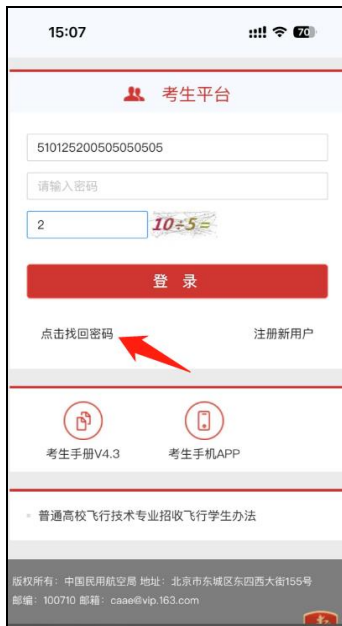 15:07
70
考生平台
510125200505050505
请输入密码
2
10÷5=
登 录
点击找回密码
注册新用户
考生手册V4.3
考生手机APP
普通高校飞行技术专业招收飞行学生办法
版权所有：中国民用航空局 地址：北京市东城区东四西大街155号
邮编：100710 邮箱：caae@vip.163.com